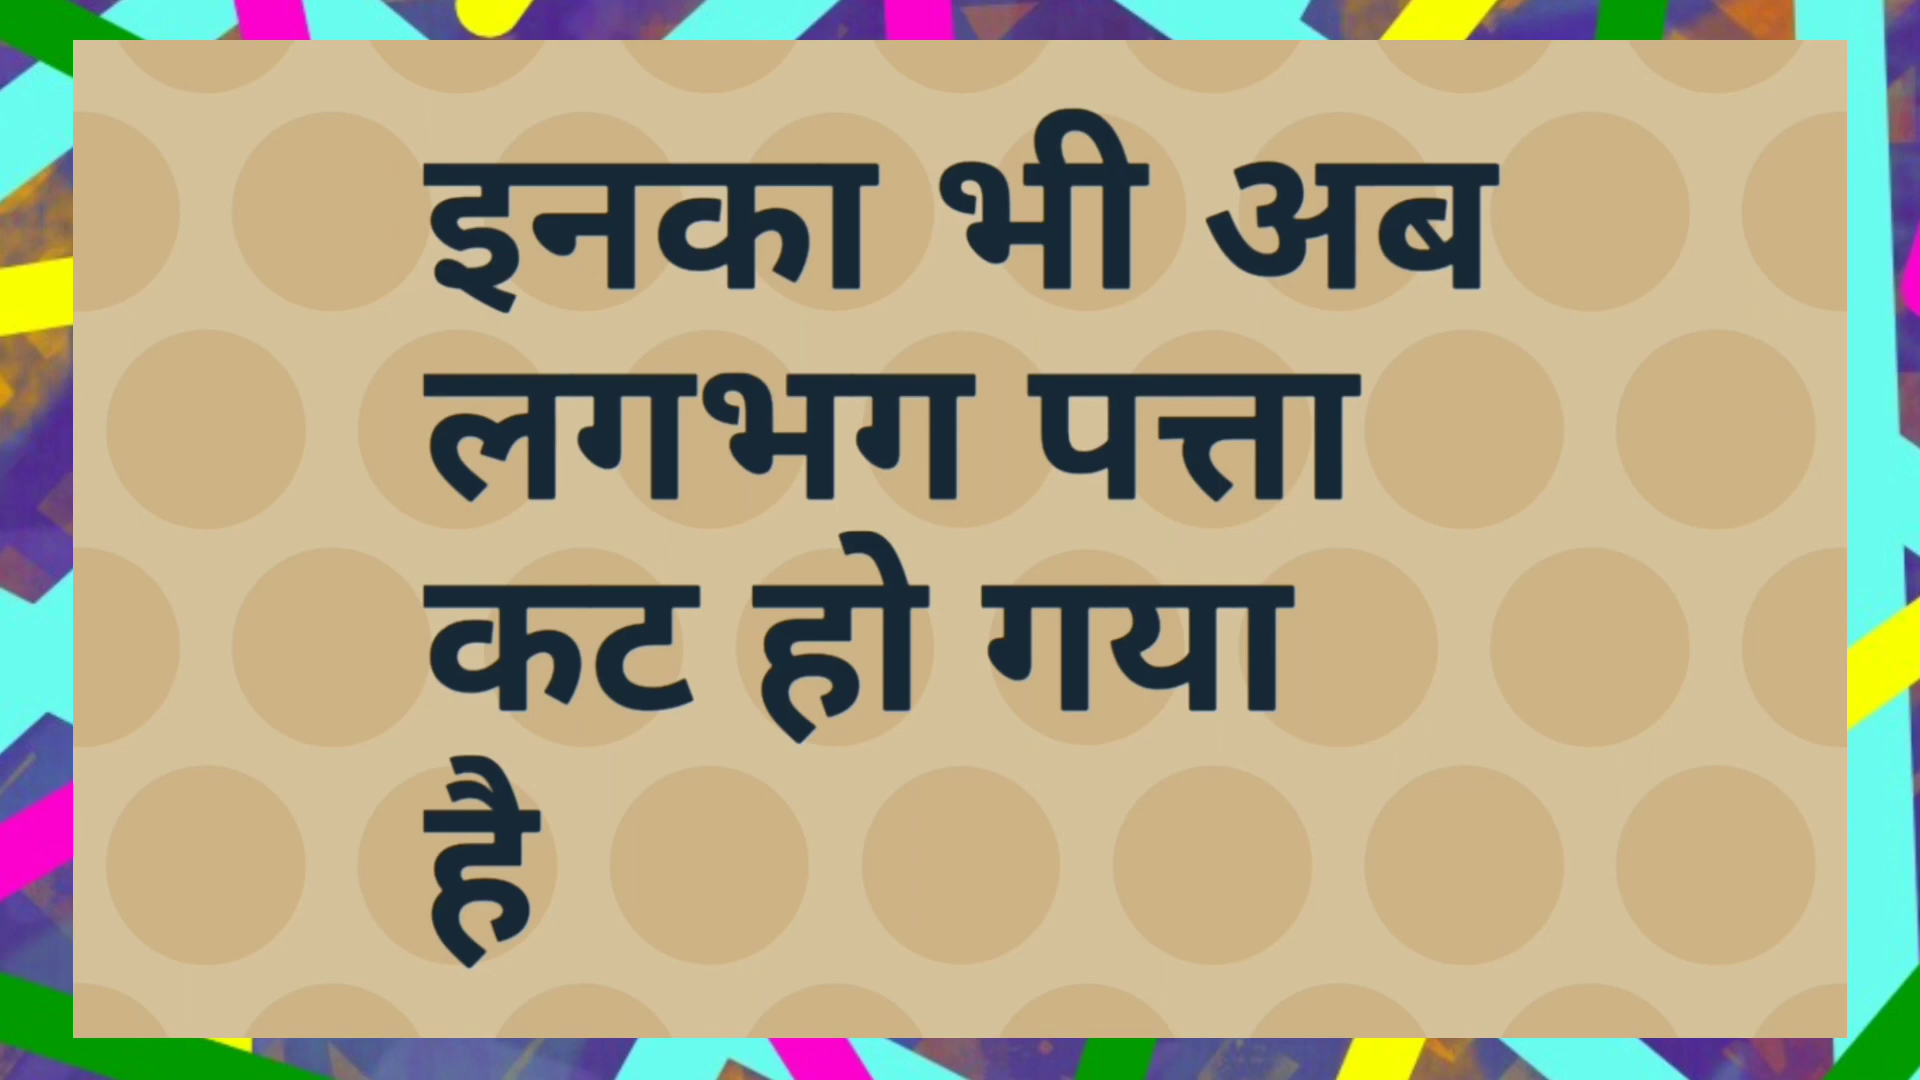 इनका भी अब
लगभग पत्ता
कट हो गया
है